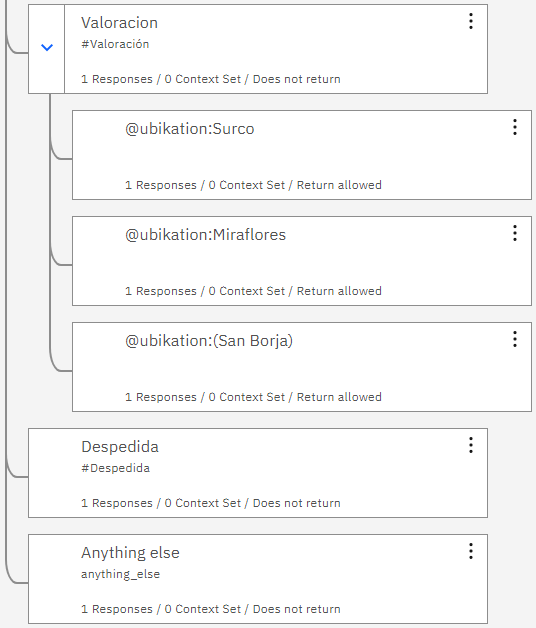 Valoracion
#Valoración
1 Responses / 0 Context Set / Does not return
@ubikation:Surco
1 Responses / 0 Context Set / Return allowed
@ubikation:Miraflores
1 Responses / 0 Context Set / Return allowed
@ubikation:(San Borja)
1 Responses / 0 Context Set / Return allowed
Despedida
#Despedida
1 Responses / 0 Context Set / Does not return
Anything else
anything_else
1 Responses / 0 Context Set / Does not return